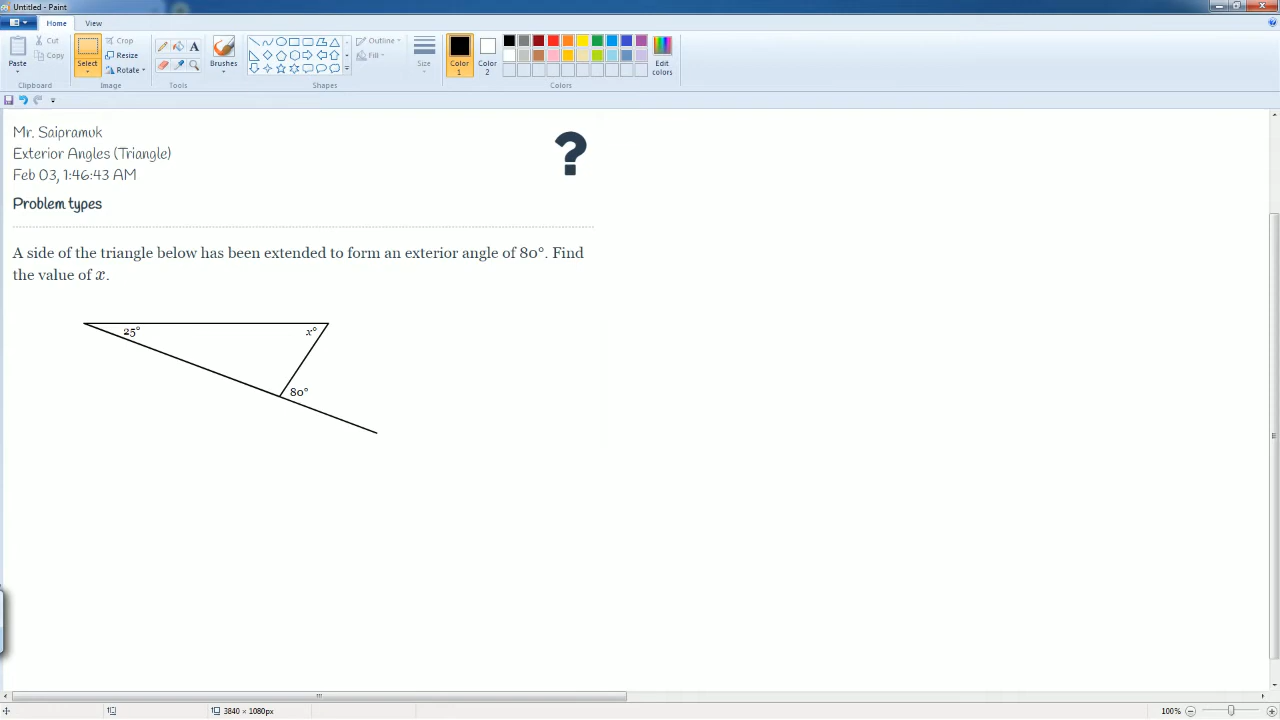 Untitled - Paint
Home View
Paste
Cut
Copy
Clipboard
Select
Crop
Resize
Rotate
Image
A
Tools
Brushes
Shapes
Outline
Fill
Size
Color 1
Color 2
Edit colors
Colors
Mr. Saipramuk
Exterior Angles (Triangle)
Feb 03, 1:46:43 AM
?
Problem types
A side of the triangle below has been extended to form an exterior angle of 80°. Find
the value of x.
25°
x°
80°
3840 × 1080px
100%